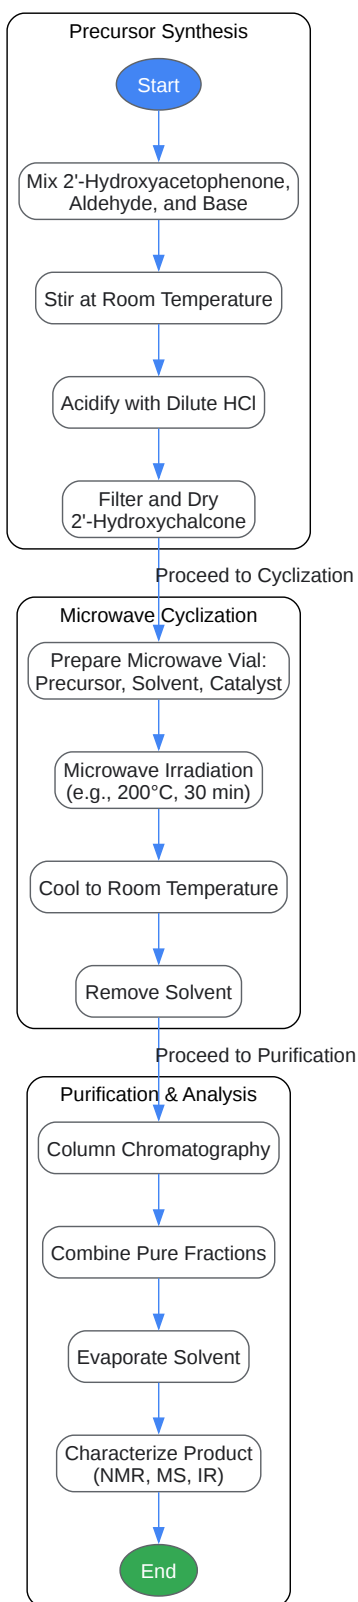 Precursor Synthesis
Start
Mix 2'-Hydroxyacetophenone,
Aldehyde, and Base
Stir at Room Temperature
Acidify with Dilute HCl
Filter and Dry
2'-Hydroxychalcone
Proceed to Cyclization
Microwave Cyclization
Prepare Microwave Vial:
Precursor, Solvent, Catalyst
Microwave Irradiation
(e.g., 200°C, 30 min)
Cool to Room Temperature
Remove Solvent
Proceed to Purification
Purification & Analysis
Column Chromatography
Combine Pure Fractions
Evaporate Solvent
Characterize Product
(NMR, MS, IR)
End